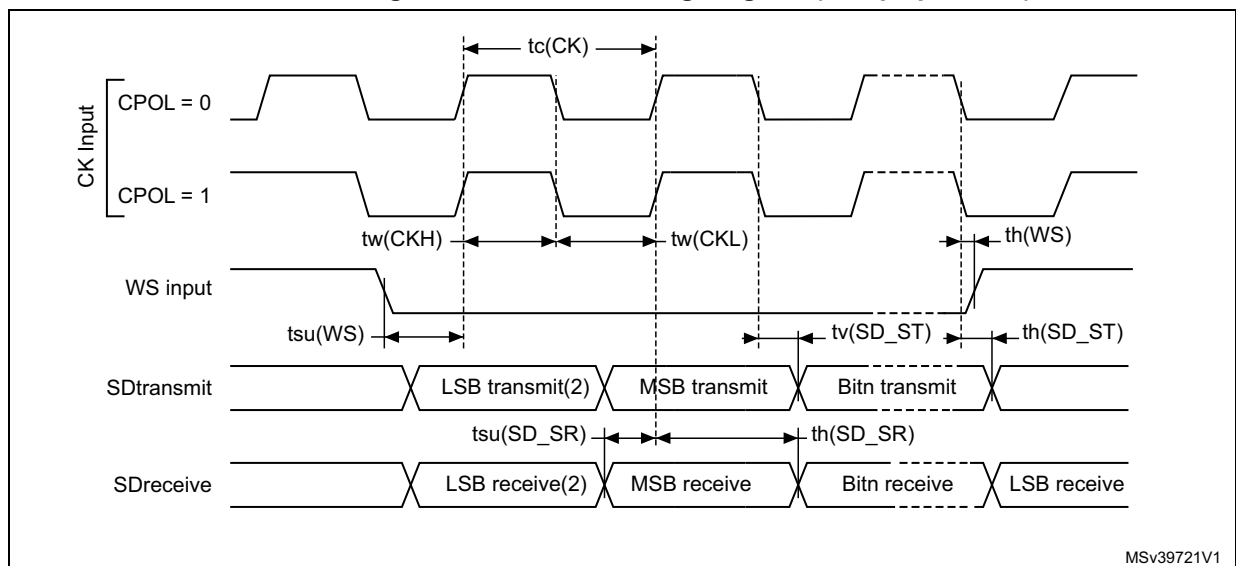 tc(CK)
CK Input
CPOL = 0
CPOL = 1
tw(CKH)
tw(CKL)
th(WS)
WS input
tsu(WS)
tv(SD_ST)
th(SD_ST)
SDtransmit
LSB transmit(2)
MSB transmit
Bitn transmit
tsu(SD_SR)
th(SD_SR)
SDreceive
LSB receive(2)
MSB receive
Bitn receive
LSB receive
MSv39721V1